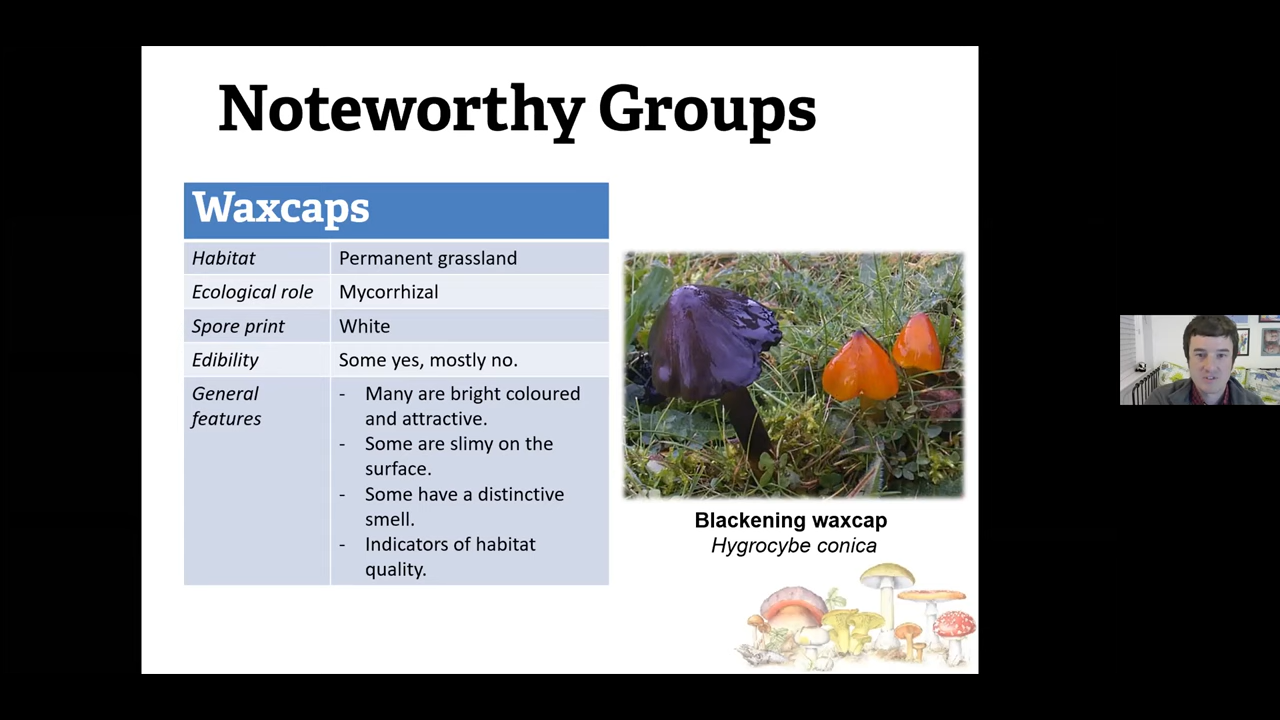 Noteworthy Groups
Waxcaps
Habitat Permanent grassland
Ecological role Mycorrhizal
Spore print White
Edibility Some yes, mostly no.
General features
- Many are bright coloured and attractive.
- Some are slimy on the surface.
- Some have a distinctive smell.
- Indicators of habitat quality.
Blackening waxcap
Hygrocybe conica